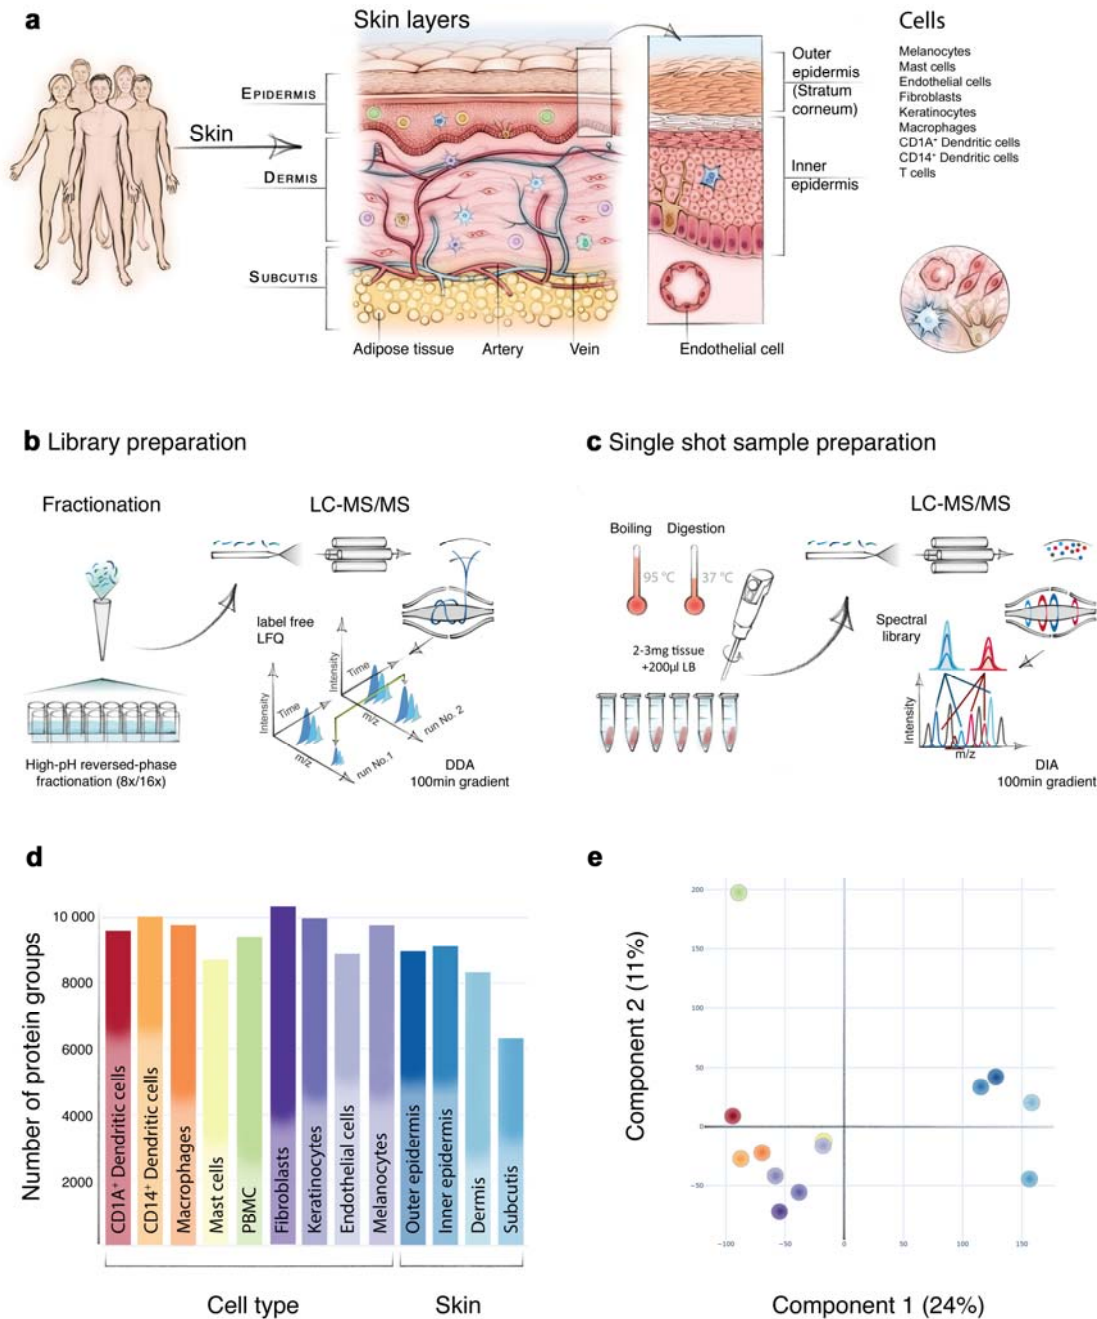 a
Skin layers
Cells
Melanocytes
Mast cells
Endothelial cells
Fibroblasts
Keratinocytes
Macrophages
CD1A⁺ Dendritic cells
CD14⁺ Dendritic cells
T cells
Skin
EPIDERMIS
DERMIS
SUBCUTIS
Outer
epidermis
(Stratum
corneum)
Inner
epidermis
Adipose tissue
Artery
Vein
Endothelial cell
b Library preparation
Fractionation
LC-MS/MS
label free
LFQ
Intensity
Time
m/z
run No.1
Intensity
Time
m/z
run No. 2
High-pH reversed-phase
fractionation (8x/16x)
DDA
100min gradient
c Single shot sample preparation
LC-MS/MS
Boiling
Digestion
95 °C
37 °C
2-3mg tissue
+200µl LB
Spectral
library
Intensity
m/z
DIA
100min gradient
d
Number of protein groups
10 000
8000
6000
4000
2000
CD1A⁺ Dendritic cells
CD14⁺ Dendritic cells
Macrophages
Mast cells
PBMC
Fibroblasts
Keratinocytes
Endothelial cells
Melanocytes
Outer epidermis
Inner epidermis
Dermis
Subcutis
Cell type
Skin
e
Component 2 (11%)
200
150
100
50
0
−50
−100
−50
0
50
100
150
Component 1 (24%)